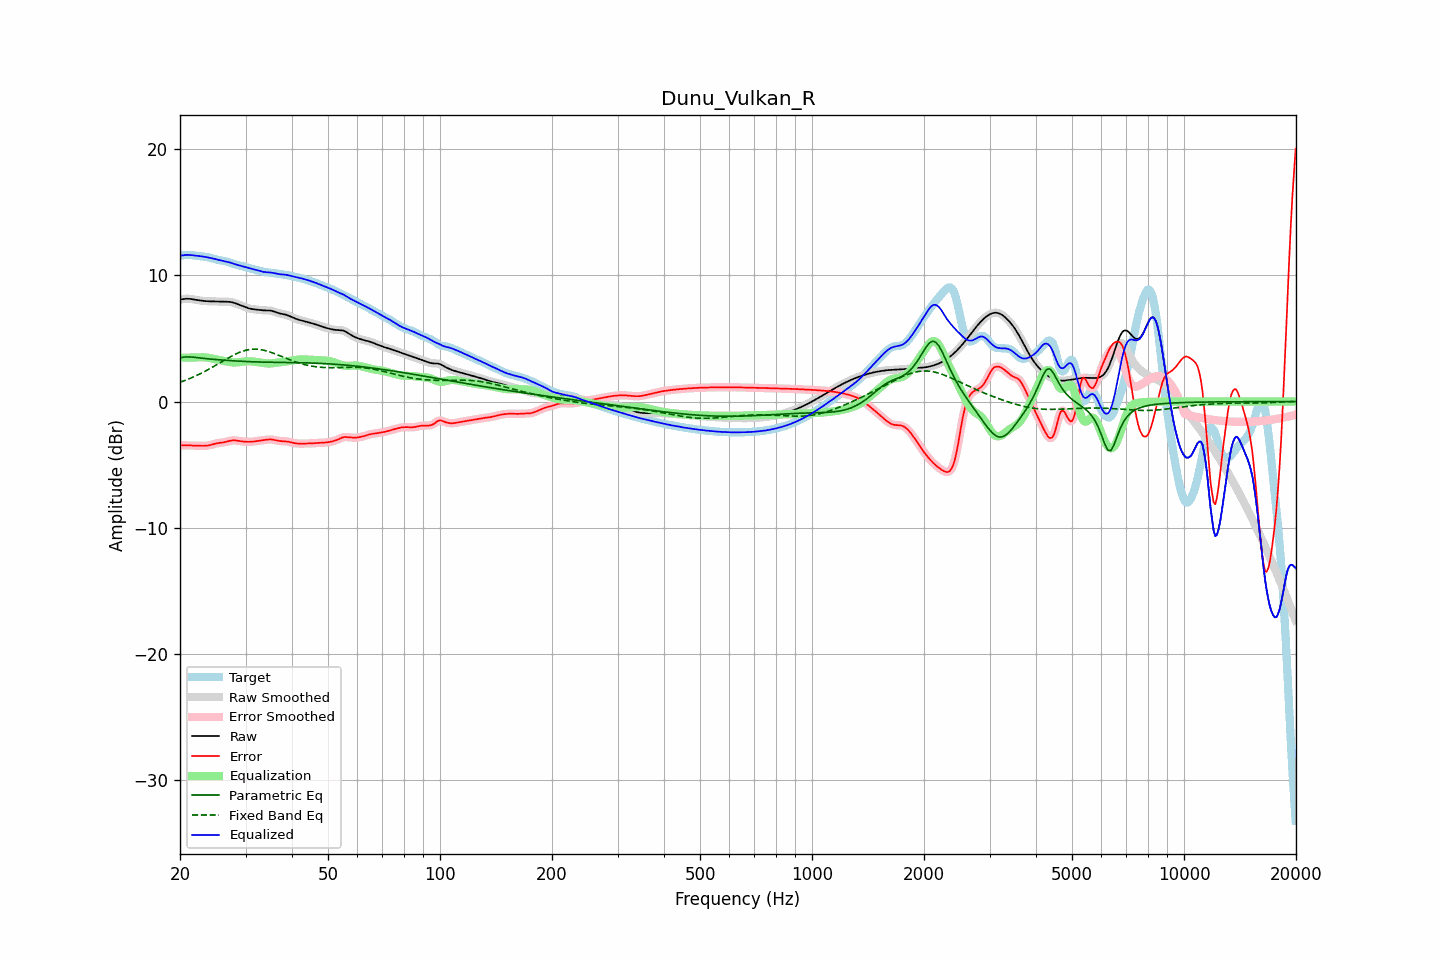 Dunu_Vulkan_R
20
10
0
−10
−20
−30
Amplitude (dBr)
Target
Raw Smoothed
Error Smoothed
Raw
Error
Equalization
Parametric Eq
Fixed Band Eq
Equalized
20
50
100
200
500
1000
2000
5000
10000
20000
Frequency (Hz)